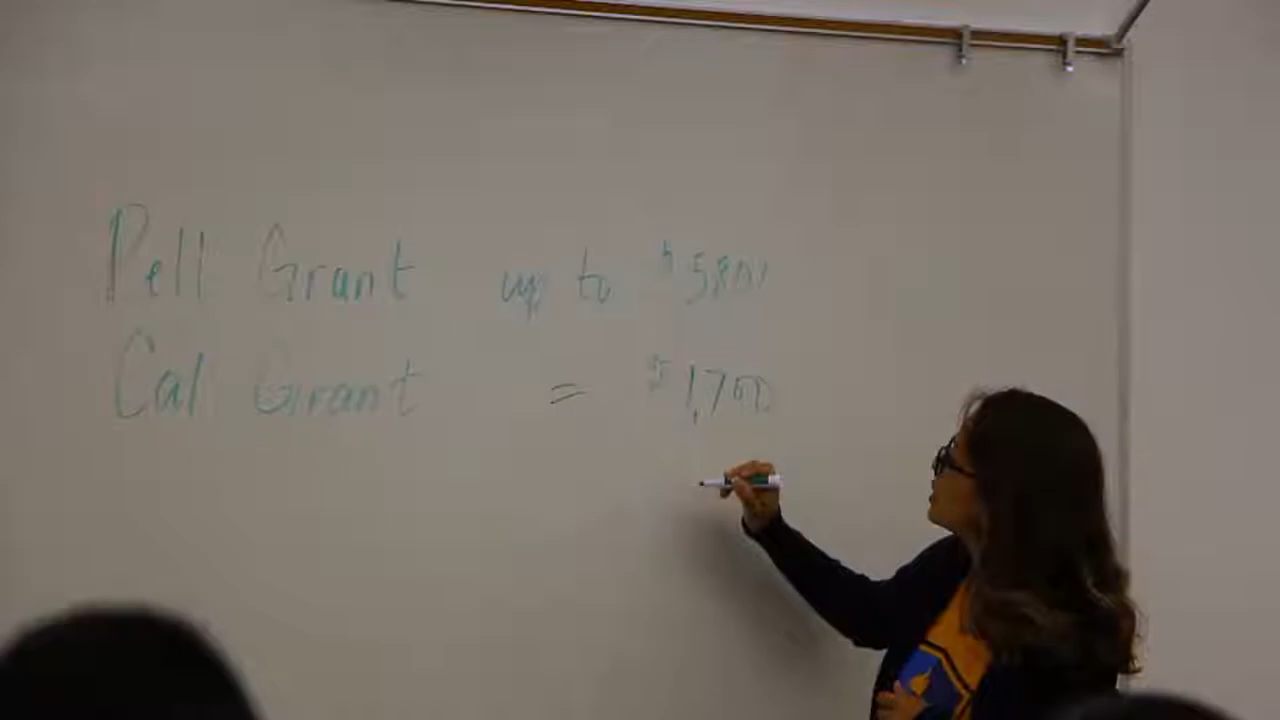 Pell Grant up to $5,800
Cal Grant = $1,700